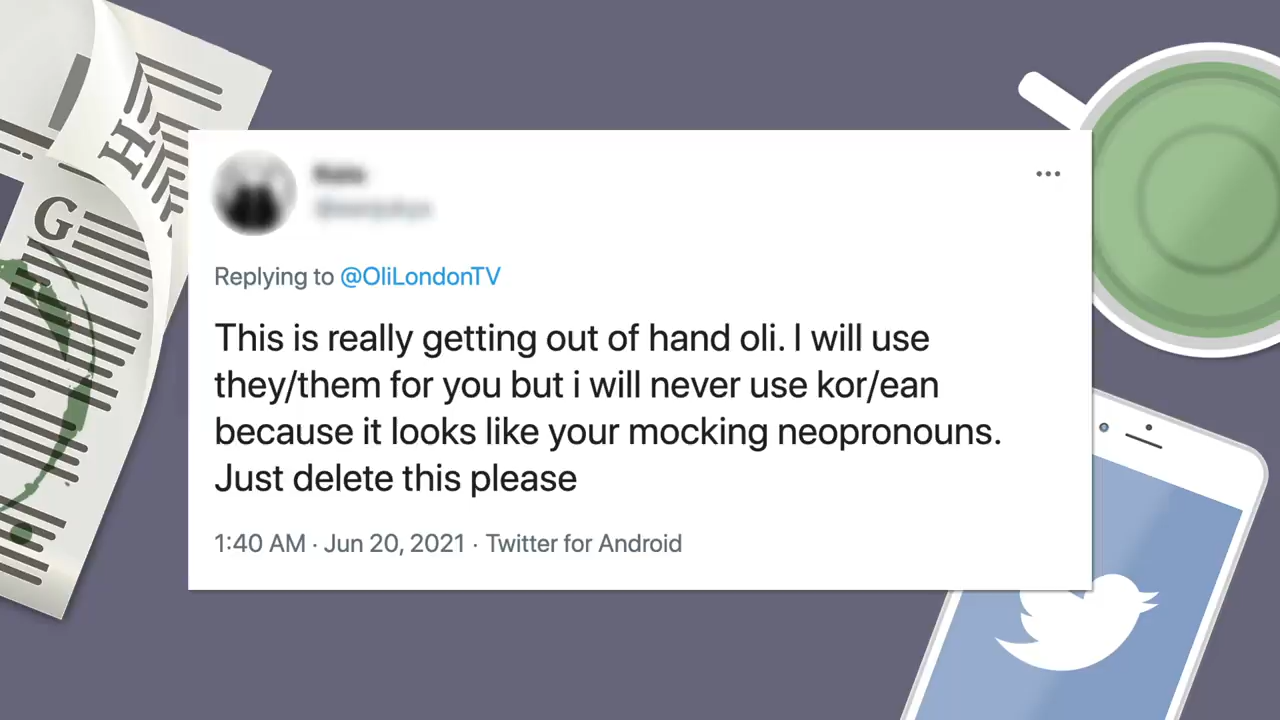 H
G
Replying to @OliLondonTV
This is really getting out of hand oli. I will use
they/them for you but i will never use kor/ean
because it looks like your mocking neopronouns.
Just delete this please
1:40 AM · Jun 20, 2021 · Twitter for Android